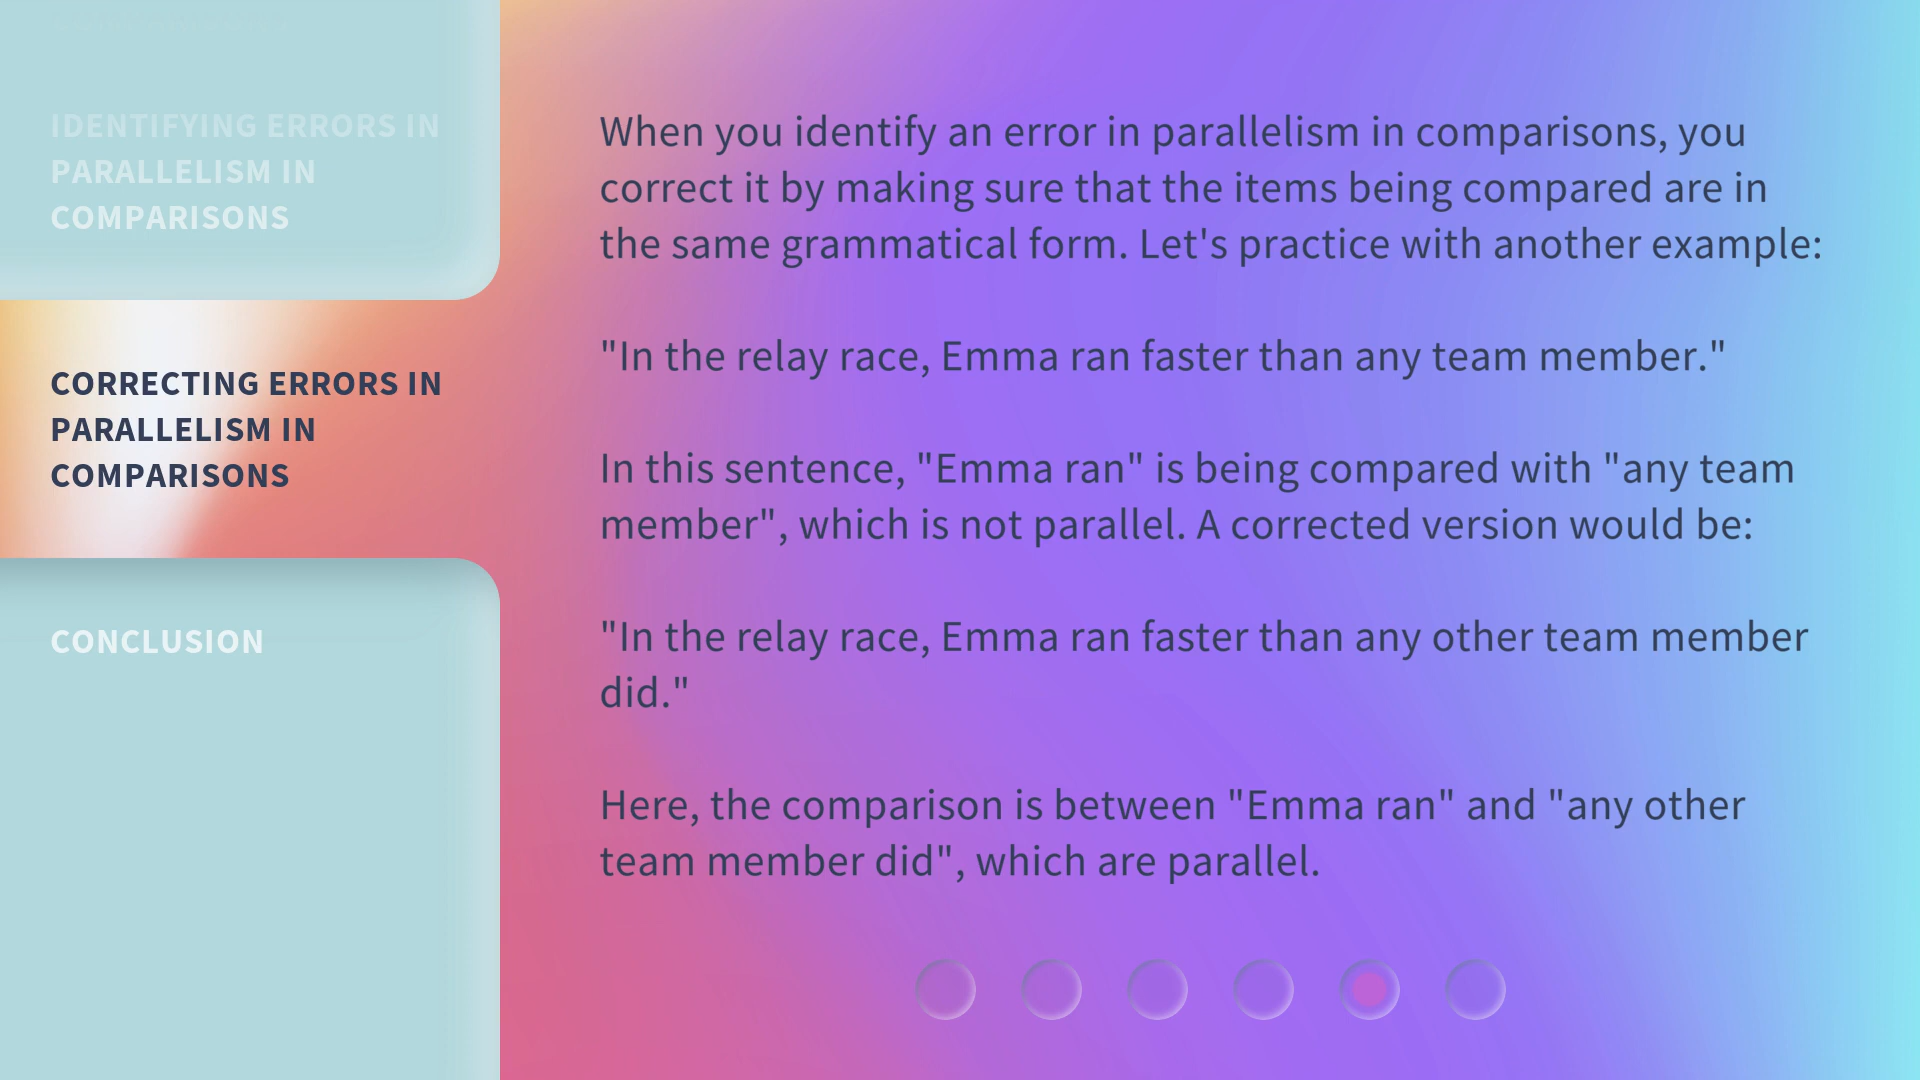 IDENTIFYING ERRORS IN
PARALLELISM IN
COMPARISONS
CORRECTING ERRORS IN
PARALLELISM IN
COMPARISONS
CONCLUSION
When you identify an error in parallelism in comparisons, you
correct it by making sure that the items being compared are in
the same grammatical form. Let's practice with another example:
"In the relay race, Emma ran faster than any team member."
In this sentence, "Emma ran" is being compared with "any team
member", which is not parallel. A corrected version would be:
"In the relay race, Emma ran faster than any other team member
did."
Here, the comparison is between "Emma ran" and "any other
team member did", which are parallel.